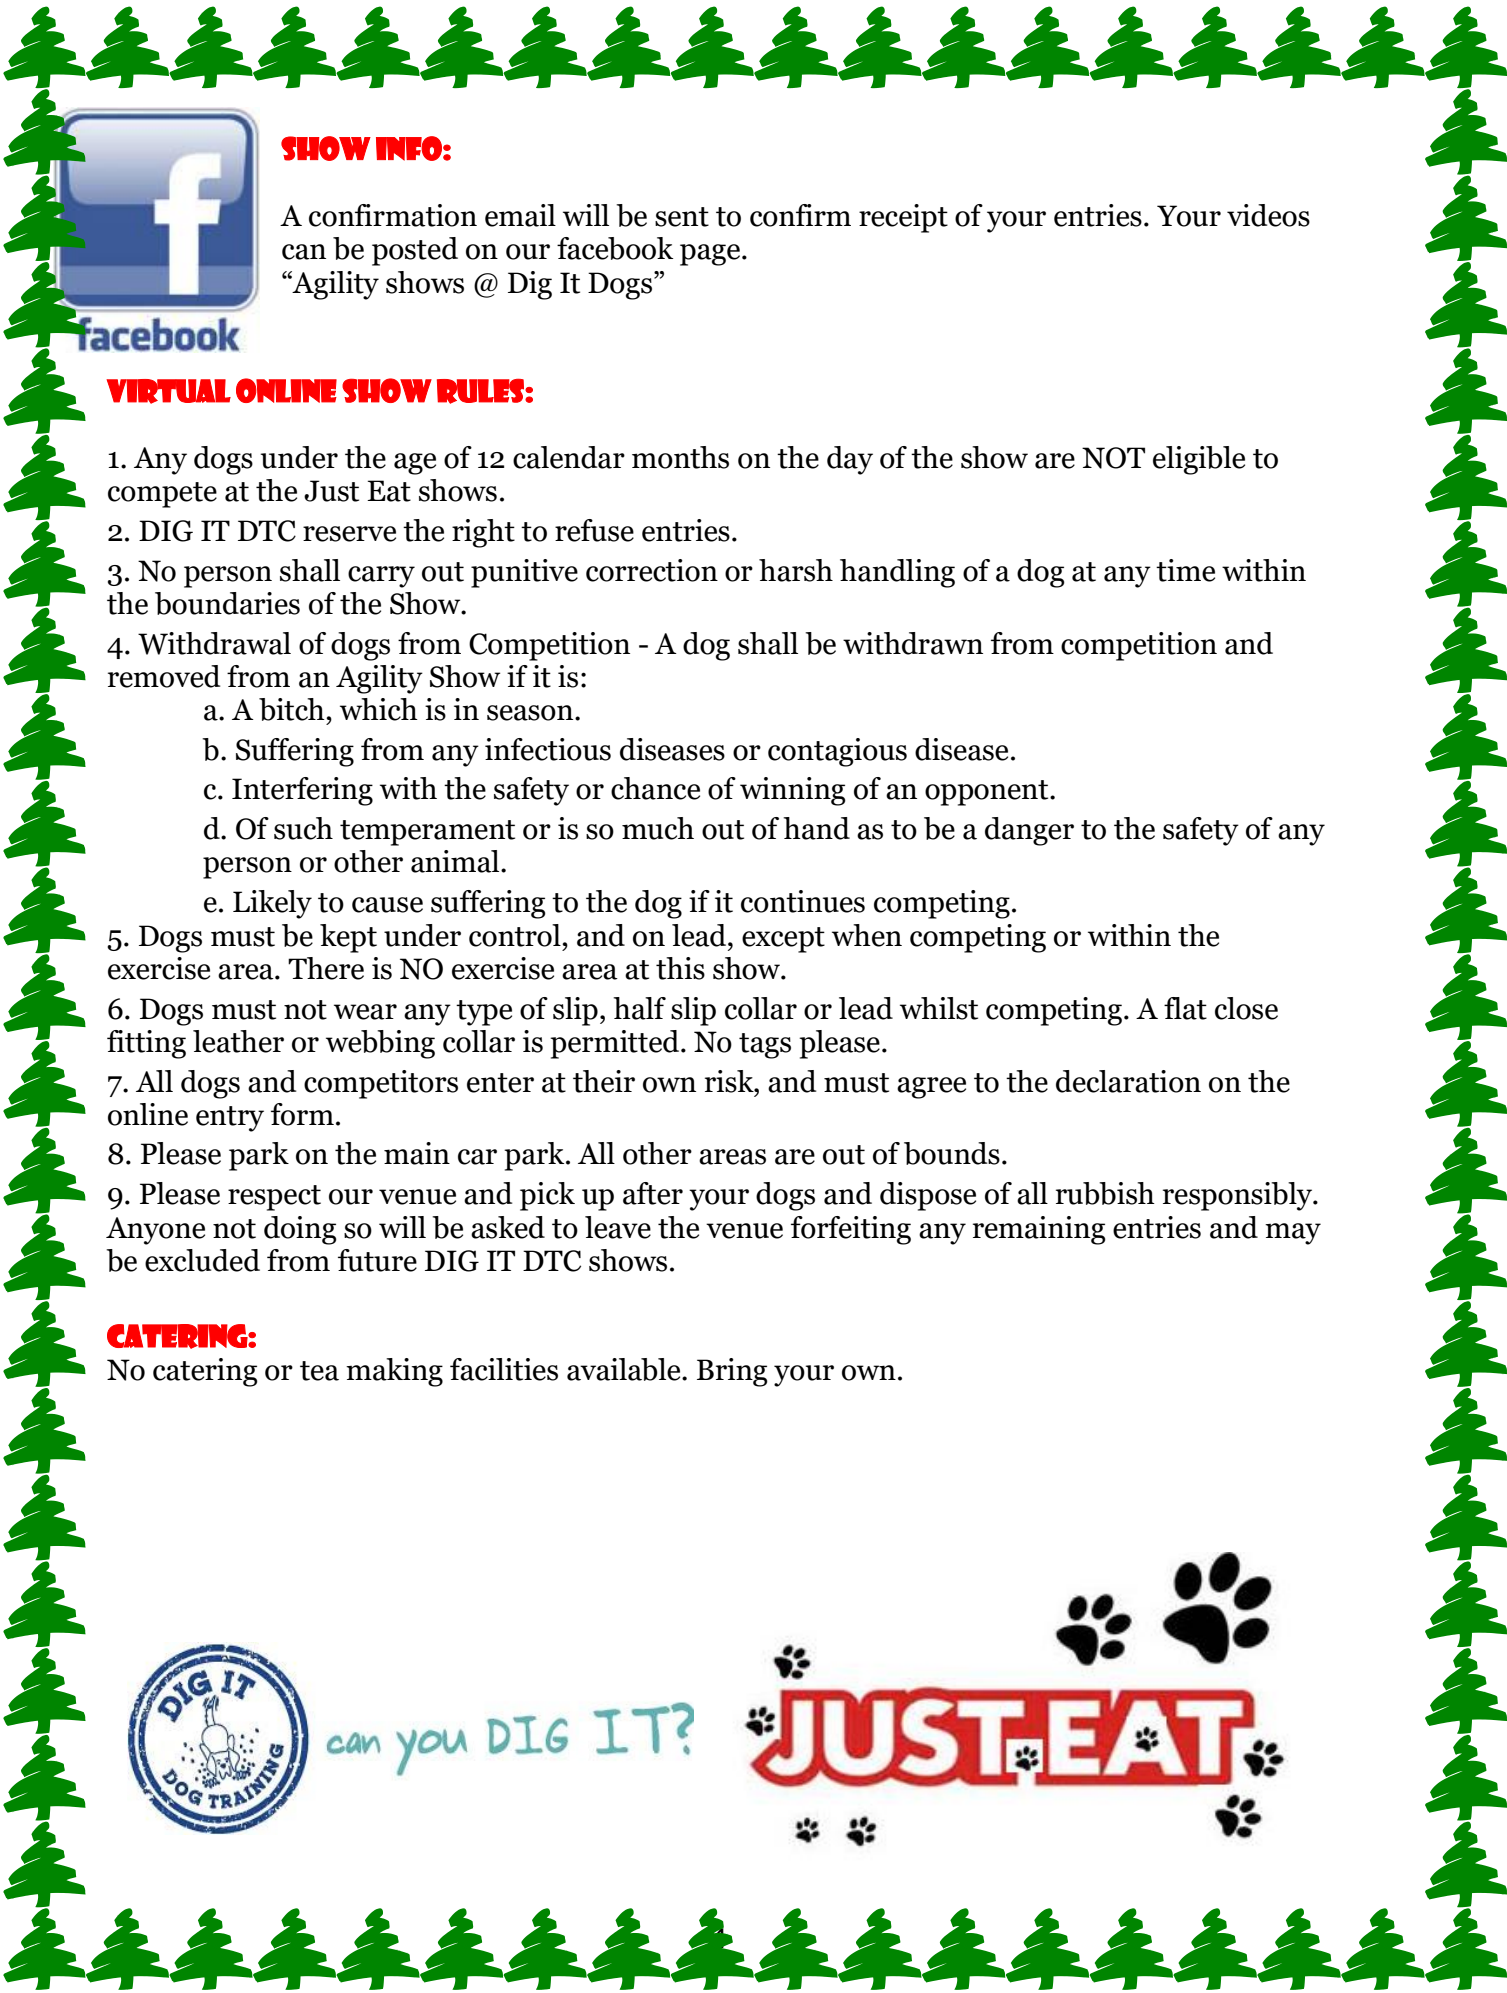 SHOW INFO:
A confirmation email will be sent to confirm receipt of your entries. Your videos
can be posted on our facebook page.
“Agility shows @ Dig It Dogs”
facebook
VIRTUAL ONLINE SHOW RULES:
1. Any dogs under the age of 12 calendar months on the day of the show are NOT eligible to
compete at the Just Eat shows.
2. DIG IT DTC reserve the right to refuse entries.
3. No person shall carry out punitive correction or harsh handling of a dog at any time within
the boundaries of the Show.
4. Withdrawal of dogs from Competition - A dog shall be withdrawn from competition and
removed from an Agility Show if it is:
a. A bitch, which is in season.
b. Suffering from any infectious diseases or contagious disease.
c. Interfering with the safety or chance of winning of an opponent.
d. Of such temperament or is so much out of hand as to be a danger to the safety of any
person or other animal.
e. Likely to cause suffering to the dog if it continues competing.
5. Dogs must be kept under control, and on lead, except when competing or within the
exercise area. There is NO exercise area at this show.
6. Dogs must not wear any type of slip, half slip collar or lead whilst competing. A flat close
fitting leather or webbing collar is permitted. No tags please.
7. All dogs and competitors enter at their own risk, and must agree to the declaration on the
online entry form.
8. Please park on the main car park. All other areas are out of bounds.
9. Please respect our venue and pick up after your dogs and dispose of all rubbish responsibly.
Anyone not doing so will be asked to leave the venue forfeiting any remaining entries and may
be excluded from future DIG IT DTC shows.
CATERING:
No catering or tea making facilities available. Bring your own.
DIG IT
DOG TRAINING
can you DIG IT?
JUST EAT